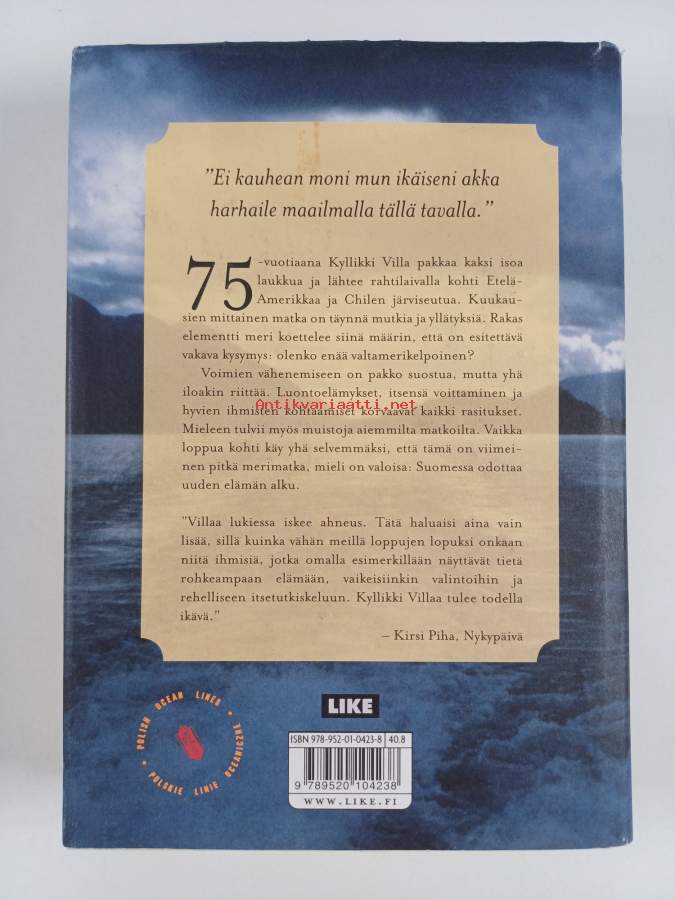 "Ei kauhean moni mun ikäiseni akka
harhaile maailmalla tällä tavalla."
75-vuotiaana Kyllikki Villa pakkaa kaksi isoa
laukkua ja lähtee rahtilaivalla kohti Etelä-
Amerikkaa ja Chilen järviseutua. Kuukau-
sien mittainen matka on täynnä mutkia ja yllätyksiä. Rakas
elementti meri koettelee siinä määrin, että on esitettävä
vakava kysymys: olenko enää valtamerikelpoinen?
Voimien vähenemiseen on pakko suostua, mutta yhä
iloakin riittää. Luontoelämykset, itsensä voittaminen ja
hyvien ihmisten kohtaamiset korvaavat kaikki rasitukset.
Antikvariaatti.net
Mieleen tulvii myös muistoja aiemmilta matkoilta. Vaikka
loppua kohti käy yhä selvemmäksi, että tämä on viimei-
nen pitkä merimatka, mieli on valoisa: Suomessa odottaa
uuden elämän alku.
"Villaa lukiessa iskee ahneus. Tätä haluaisi aina vain
lisää, sillä kuinka vähän meillä loppujen lopuksi onkaan
niitä ihmisiä, jotka omalla esimerkillään näyttävät tietä
rohkeampaan elämään, vaikeisiinkin valintoihin ja
rehelliseen itsetutkiskeluun. Kyllikki Villaa tulee todella
ikävä."
– Kirsi Piha, Nykypäivä
POLISH OCEAN LINES •
POLSKIE LINIE OCEANICZNE •
LIKE
ISBN 978-952-01-0423-8 40.8
9 789520 104238
WWW.LIKE.FI